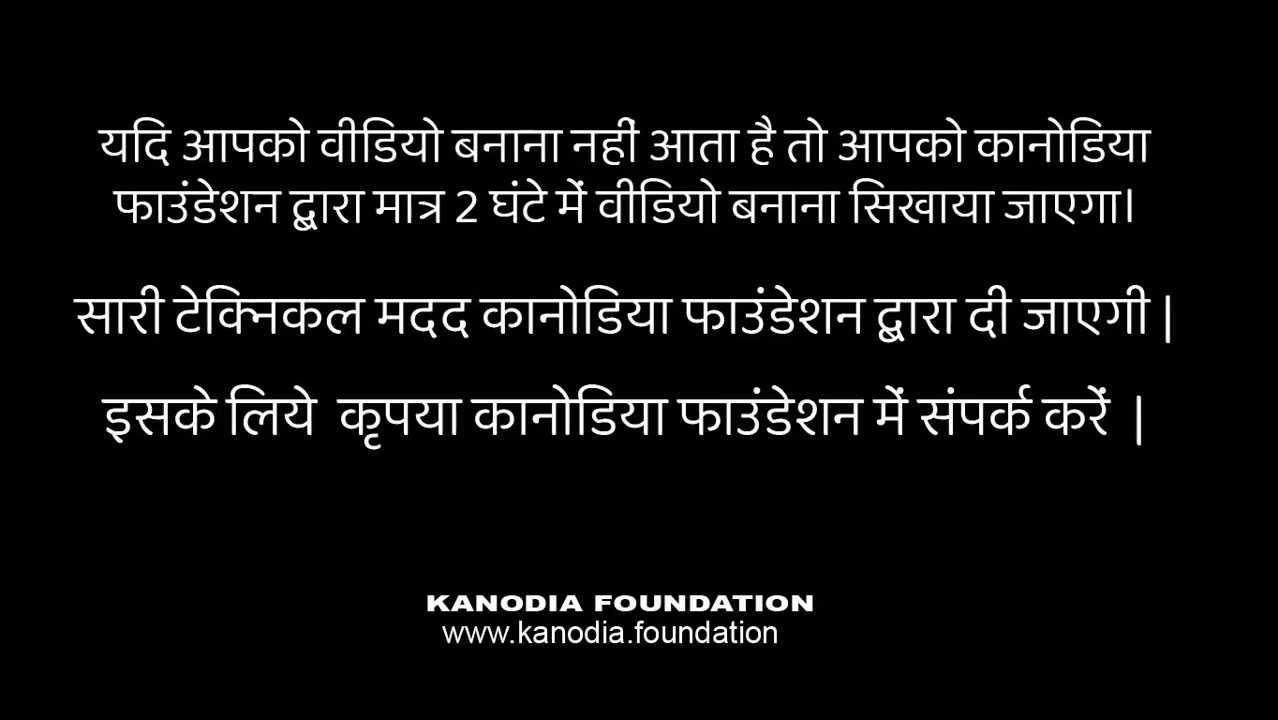 यदि आपको वीडियो बनाना नहीं आता है तो आपको कानोडिया
फाउंडेशन द्वारा मात्र 2 घंटे में वीडियो बनाना सिखाया जाएगा।
सारी टेक्निकल मदद कानोडिया फाउंडेशन द्वारा दी जाएगी |
इसके लिये कृपया कानोडिया फाउंडेशन में संपर्क करें |
KANODIA FOUNDATION
www.kanodia.foundation